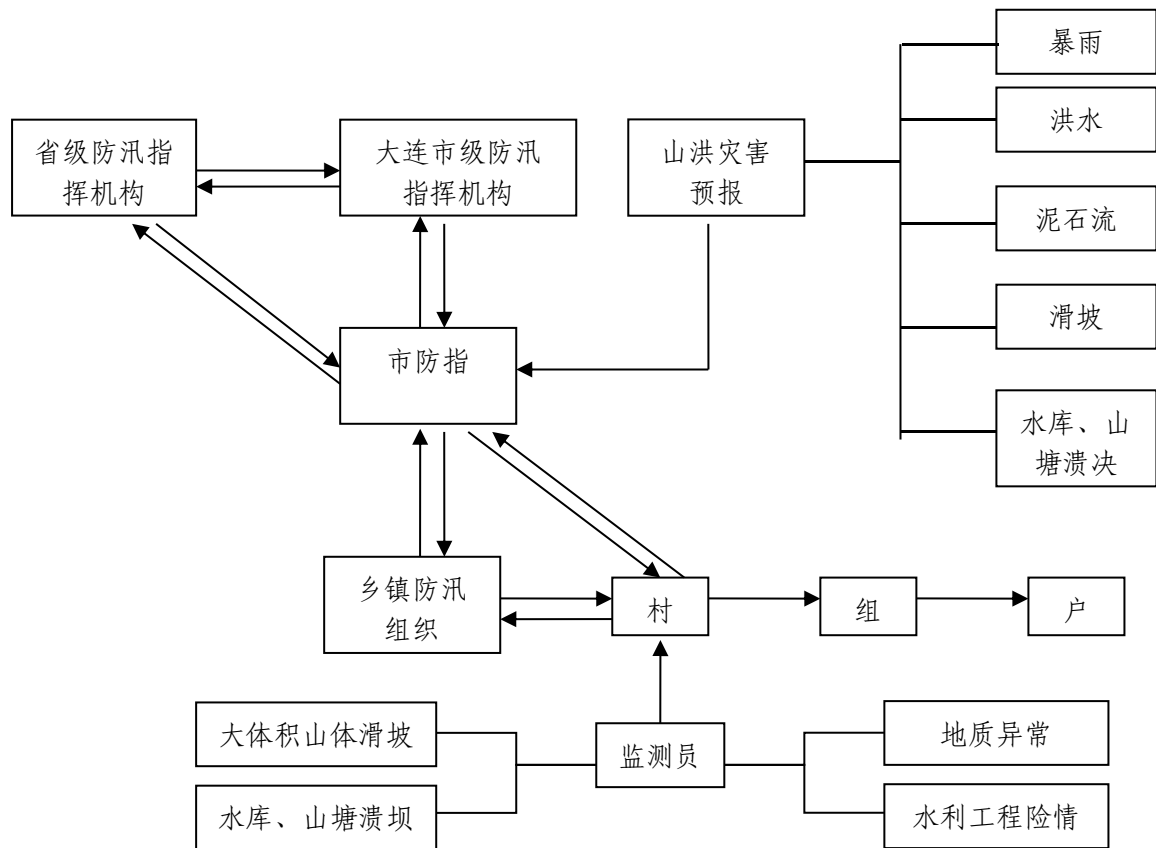 暴雨
洪水
省级防汛指
挥机构
大连市级防汛
指挥机构
山洪灾害
预报
泥石流
滑坡
市防指
水库、山
塘溃决
乡镇防汛
组织
村
组
户
大体积山体滑坡
监测员
地质异常
水库、山塘溃坝
水利工程险情